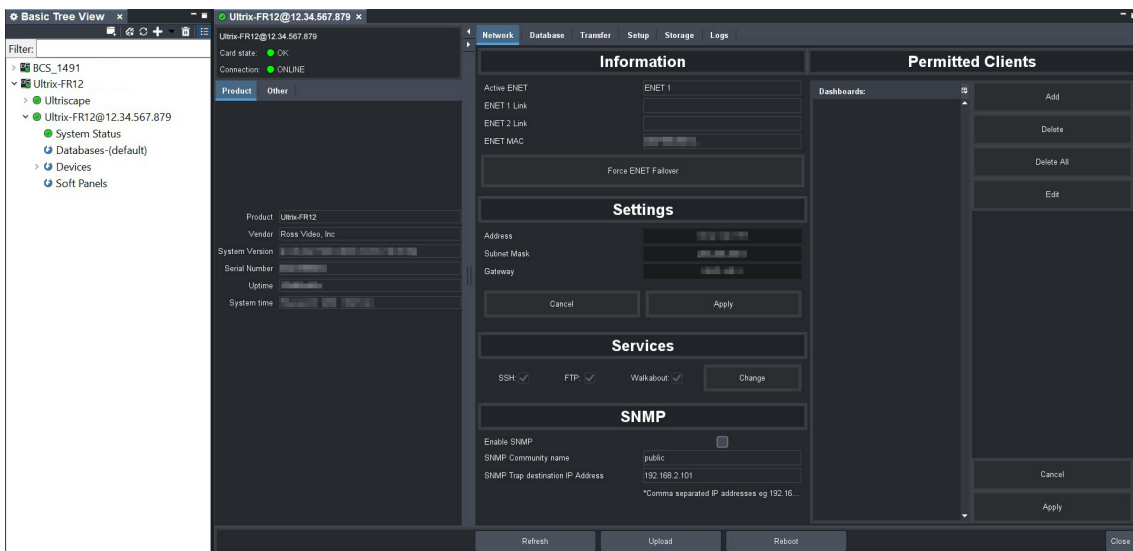 Basic Tree View ×
Filter:
BCS_1491
Ultrix-FR12
Ultriscape
Ultrix-FR12@12.34.567.879
System Status
Databases-(default)
Devices
Soft Panels
Ultrix-FR12@12.34.567.879 ×
Ultrix-FR12@12.34.567.879
Card state: OK
Connection: ONLINE
Product Other
Product Ultrix-FR12
Vendor Ross Video, Inc
System Version
Serial Number
Uptime
System time
Network Database Transfer Setup Storage Logs
Information
Active ENET ENET 1
ENET 1 Link
ENET 2 Link
ENET MAC
Force ENET Failover
Settings
Address
Subnet Mask
Gateway
Cancel Apply
Services
SSH: FTP: Walkabout: Change
SNMP
Enable SNMP
SNMP Community name public
SNMP Trap destination IP Address 192.168.2.101
*Comma separated IP addresses eg 192.16...
Permitted Clients
Dashboards:
Add
Delete
Delete All
Edit
Cancel
Apply
Refresh Upload Reboot Close